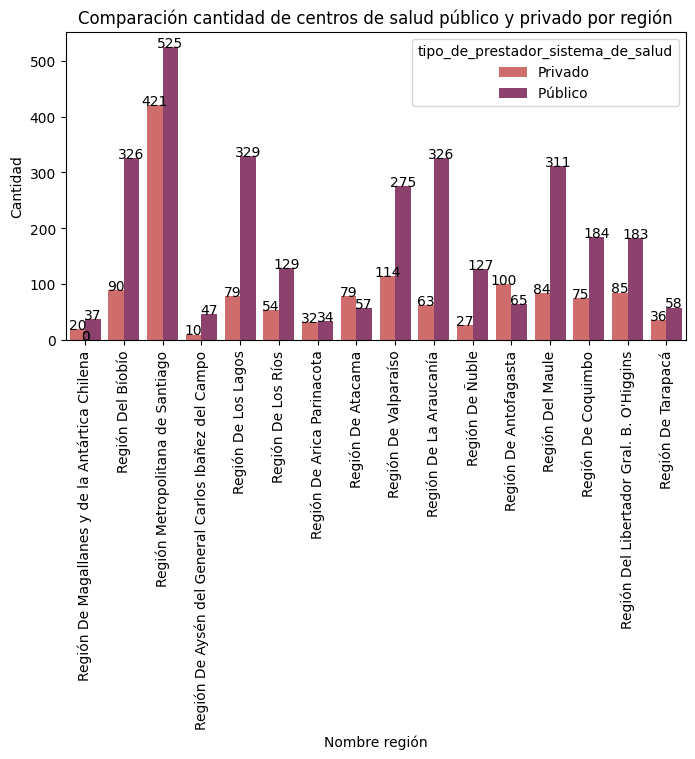 Comparación cantidad de centros de salud público y privado por región
tipo_de_prestador_sistema_de_salud
Privado
Público
Cantidad
500
400
300
200
100
0
20
37
0
90
326
421
525
10
47
79
329
54
129
32
34
79
57
114
275
63
326
27
127
100
65
84
311
75
184
85
183
36
58
Región De Magallanes y de la Antártica Chilena
Región Del Bíobío
Región Metropolitana de Santiago
Región De Aysén del General Carlos Ibañez del Campo
Región De Los Lagos
Región De Los Ríos
Región De Arica Parinacota
Región De Atacama
Región De Valparaíso
Región De La Araucanía
Región De Ñuble
Región De Antofagasta
Región Del Maule
Región De Coquimbo
Región Del Libertador Gral. B. O'Higgins
Región De Tarapacá
Nombre región